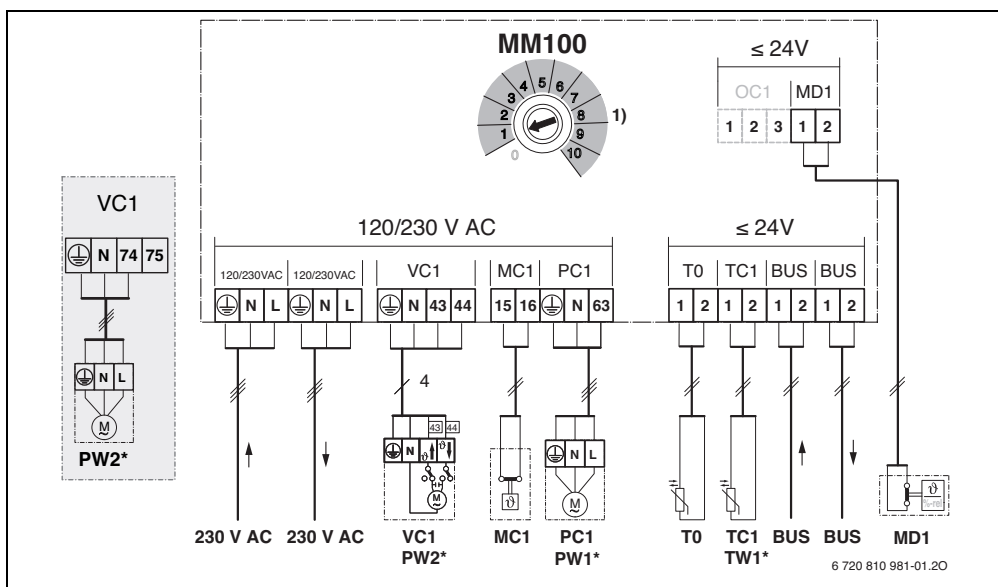 MM100
0 1 2 3 4 5 6 7 8 9 10
1)
≤ 24V
OC1 MD1
1 2 3 1 2
VC1
N 74 75
N L
M
~
PW2*
120/230 V AC
120/230VAC 120/230VAC VC1 MC1 PC1
N L N L N 43 44 15 16 N 63
≤ 24V
T0 TC1 BUS BUS
1 2 1 2 1 2 1 2
4
43 44
N ϑ ϑ
M
~
ϑ
N L
M
~
ϑ
%-rel
230 V AC 230 V AC VC1 MC1 PC1 T0 TC1 BUS BUS MD1
PW2* PW1* TW1*
6 720 810 981-01.2O